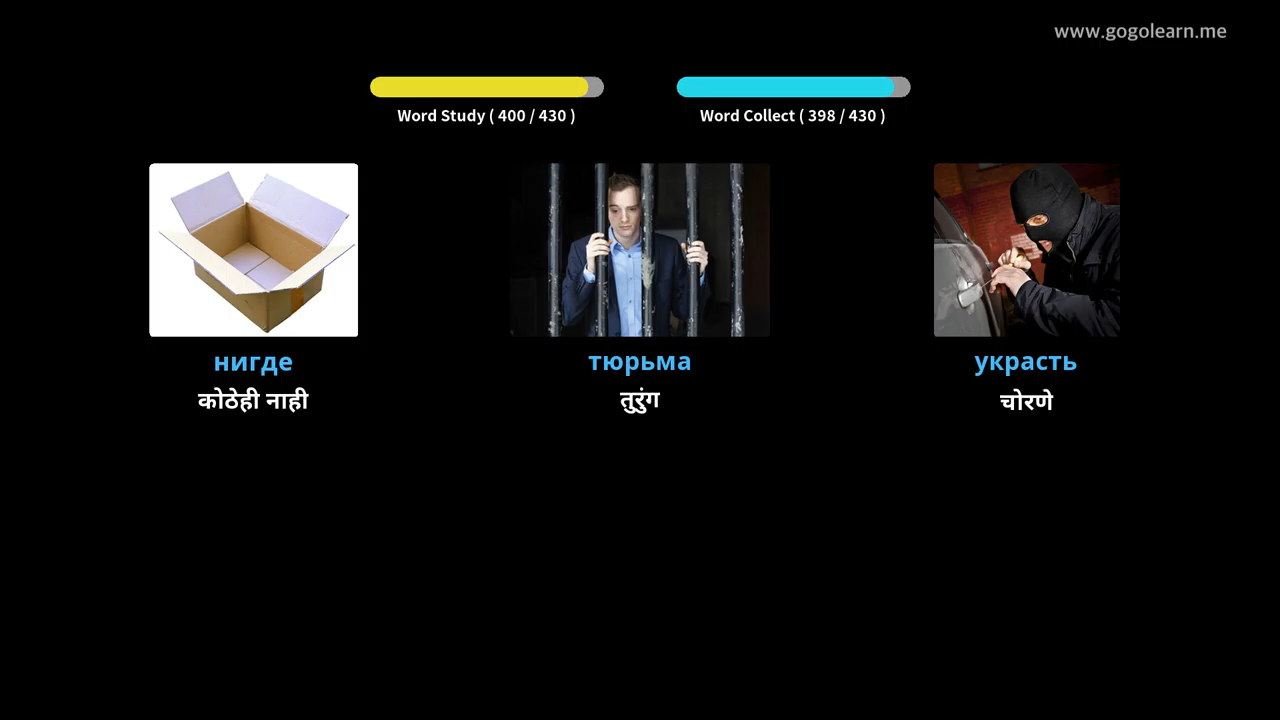 www.gogolearn.me
Word Study ( 400 / 430 )
Word Collect ( 398 / 430 )
нигде
тюрьма
украсть
कोठेही नाही
तुरुंग
चोरणे